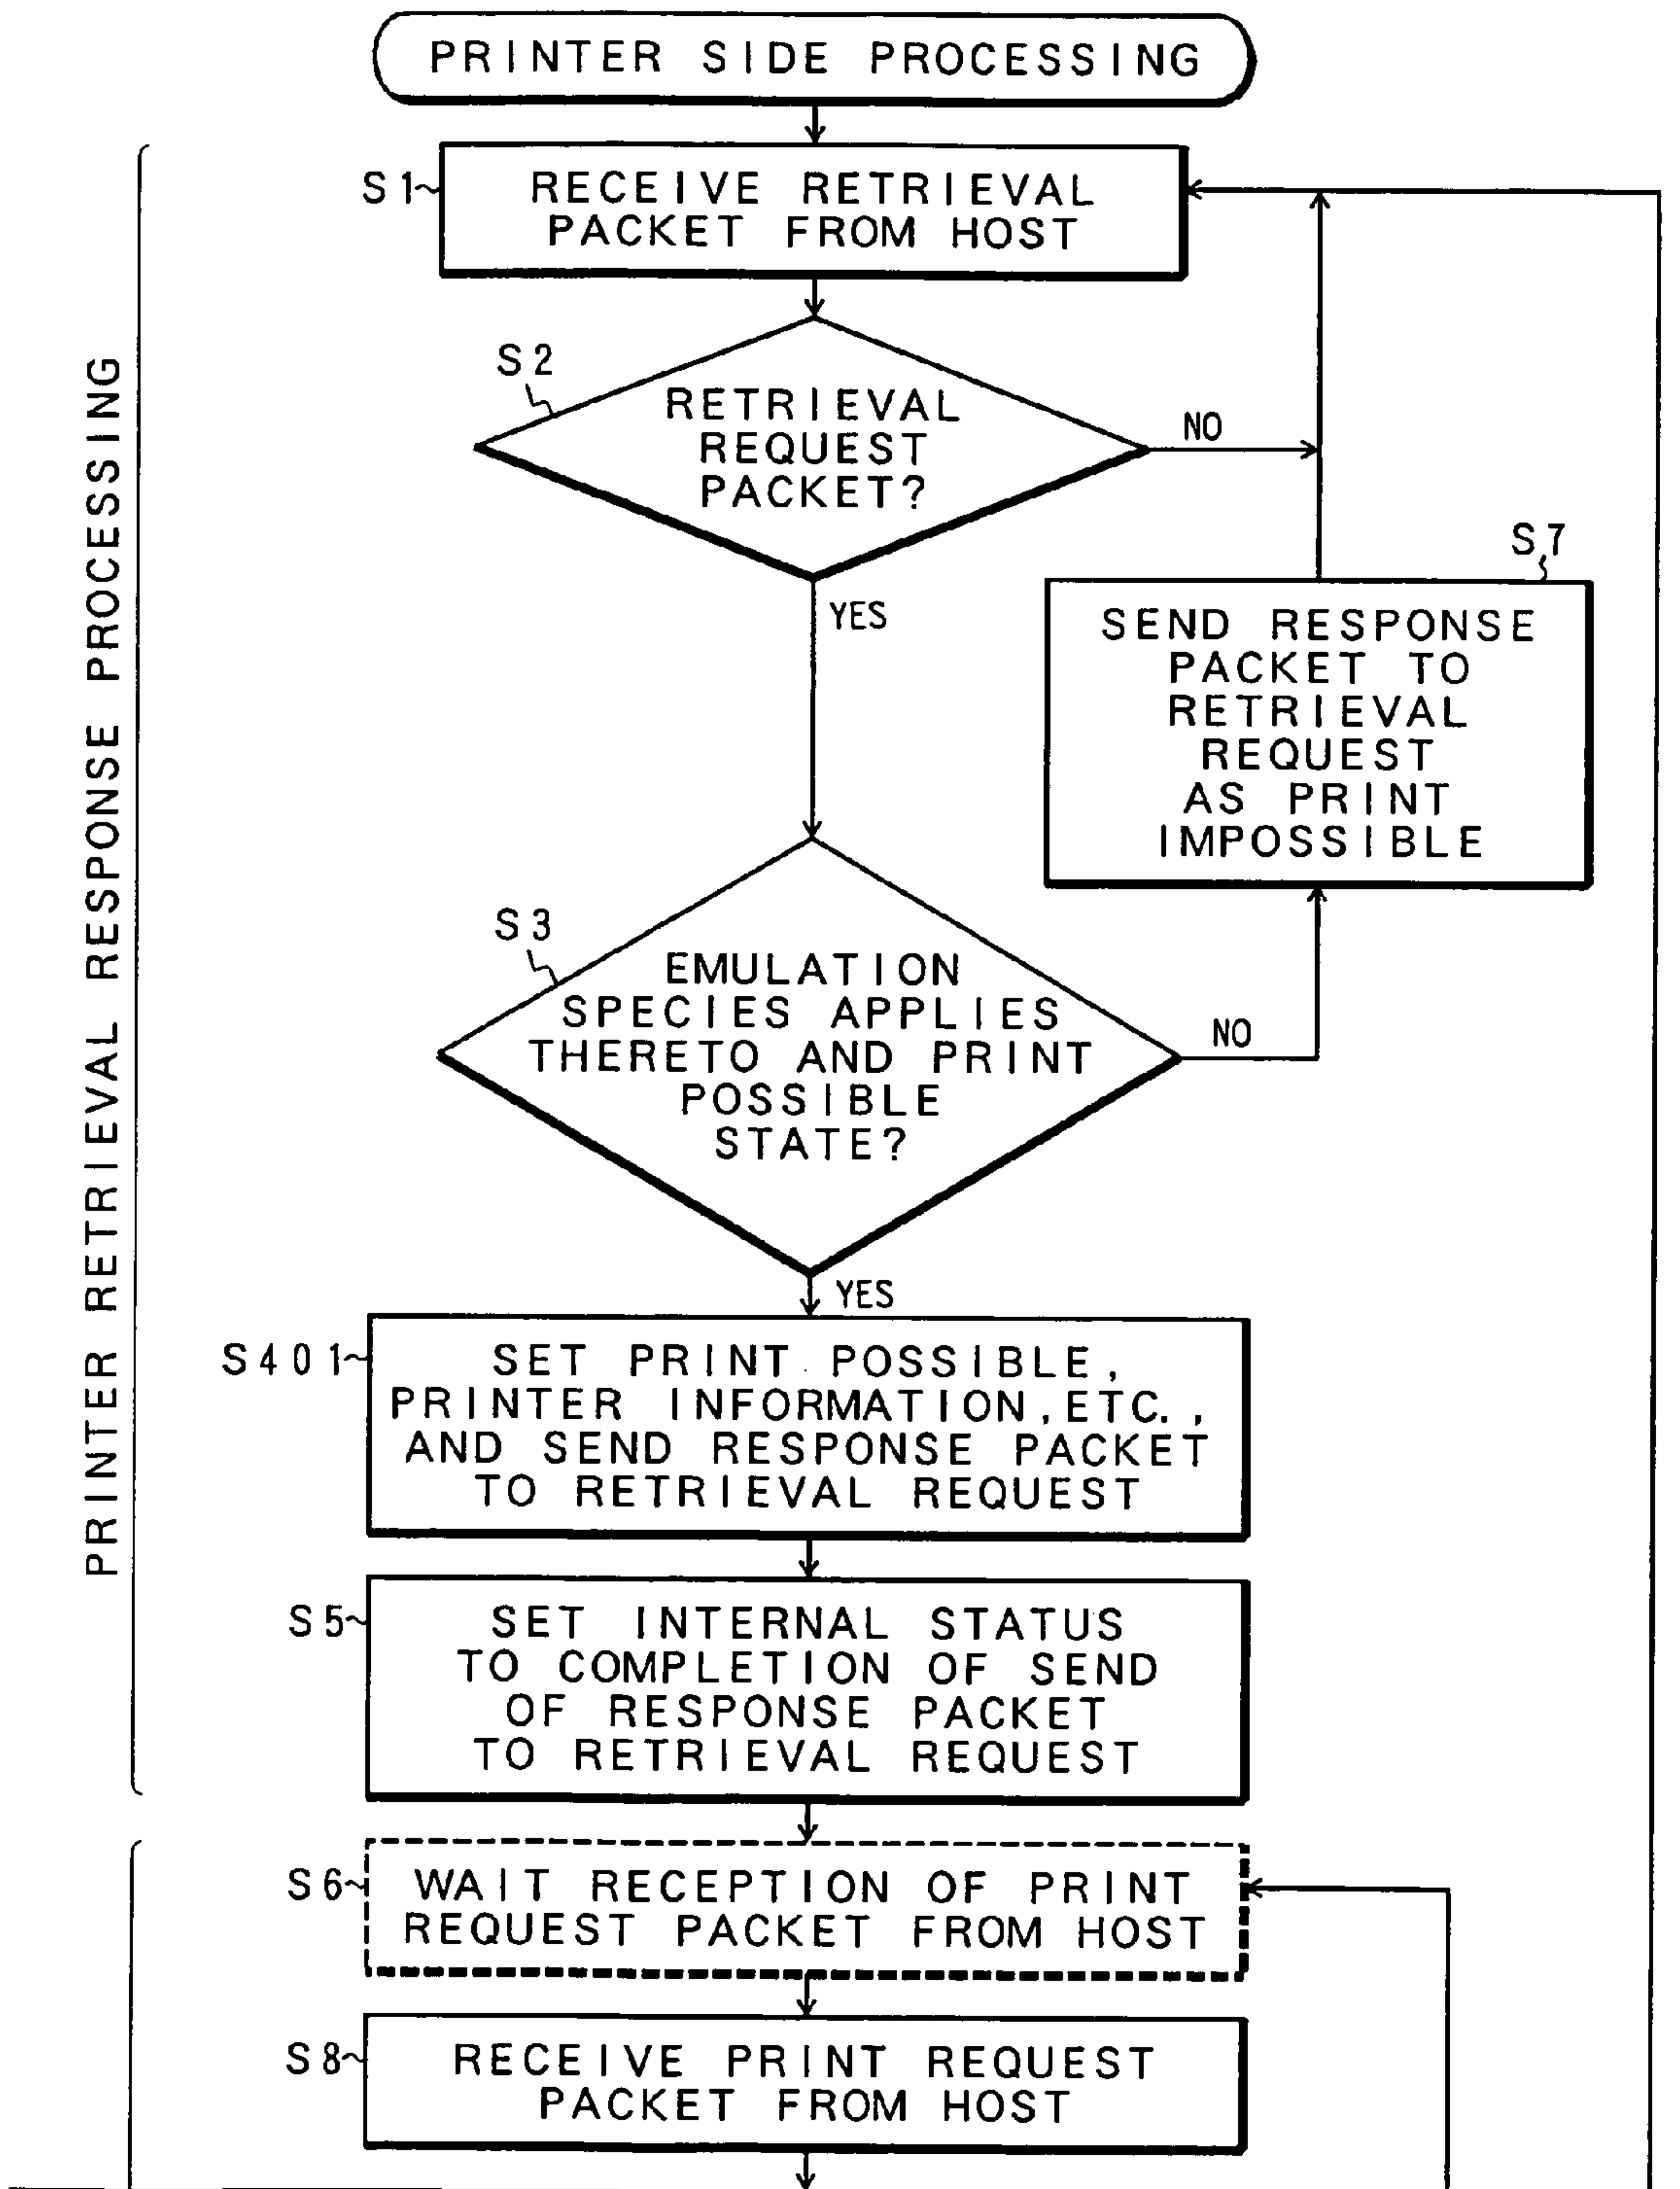 PRINTER SIDE PROCESSING
S1
RECEIVE RETRIEVAL
PACKET FROM HOST
S2
RETRIEVAL
REQUEST
PACKET?
NO
YES
S7
SEND RESPONSE
PACKET TO
RETRIEVAL
REQUEST
AS PRINT
IMPOSSIBLE
S3
EMULATION
SPECIES APPLIES
THERETO AND PRINT
POSSIBLE
STATE?
NO
YES
S401
SET PRINT POSSIBLE,
PRINTER INFORMATION, ETC.,
AND SEND RESPONSE PACKET
TO RETRIEVAL REQUEST
S5
SET INTERNAL STATUS
TO COMPLETION OF SEND
OF RESPONSE PACKET
TO RETRIEVAL REQUEST
PRINTER RETRIEVAL RESPONSE PROCESSING
S6
WAIT RECEPTION OF PRINT
REQUEST PACKET FROM HOST
S8
RECEIVE PRINT REQUEST
PACKET FROM HOST